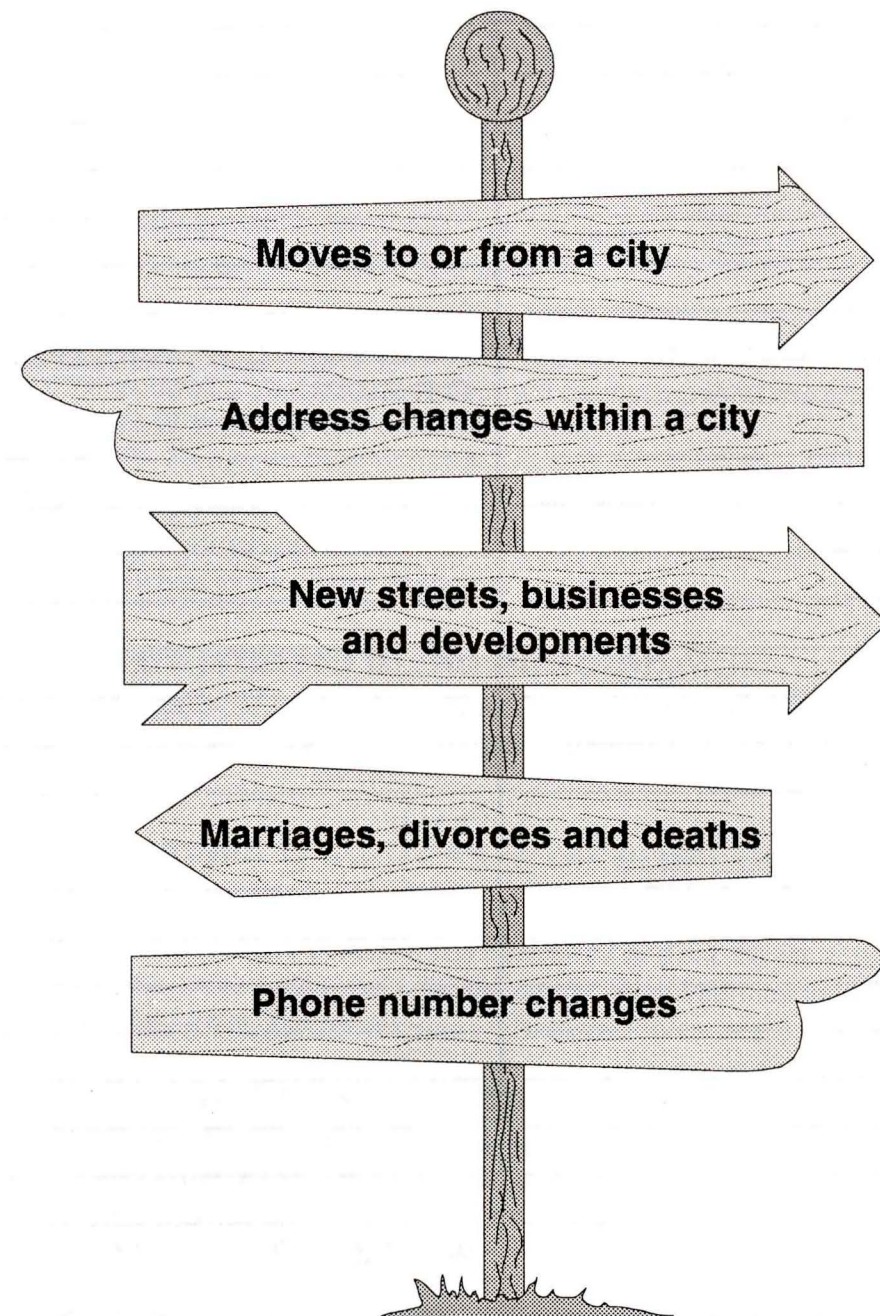 Moves to or from a city
Address changes within a city
New streets, businesses
and developments
Marriages, divorces and deaths
Phone number changes